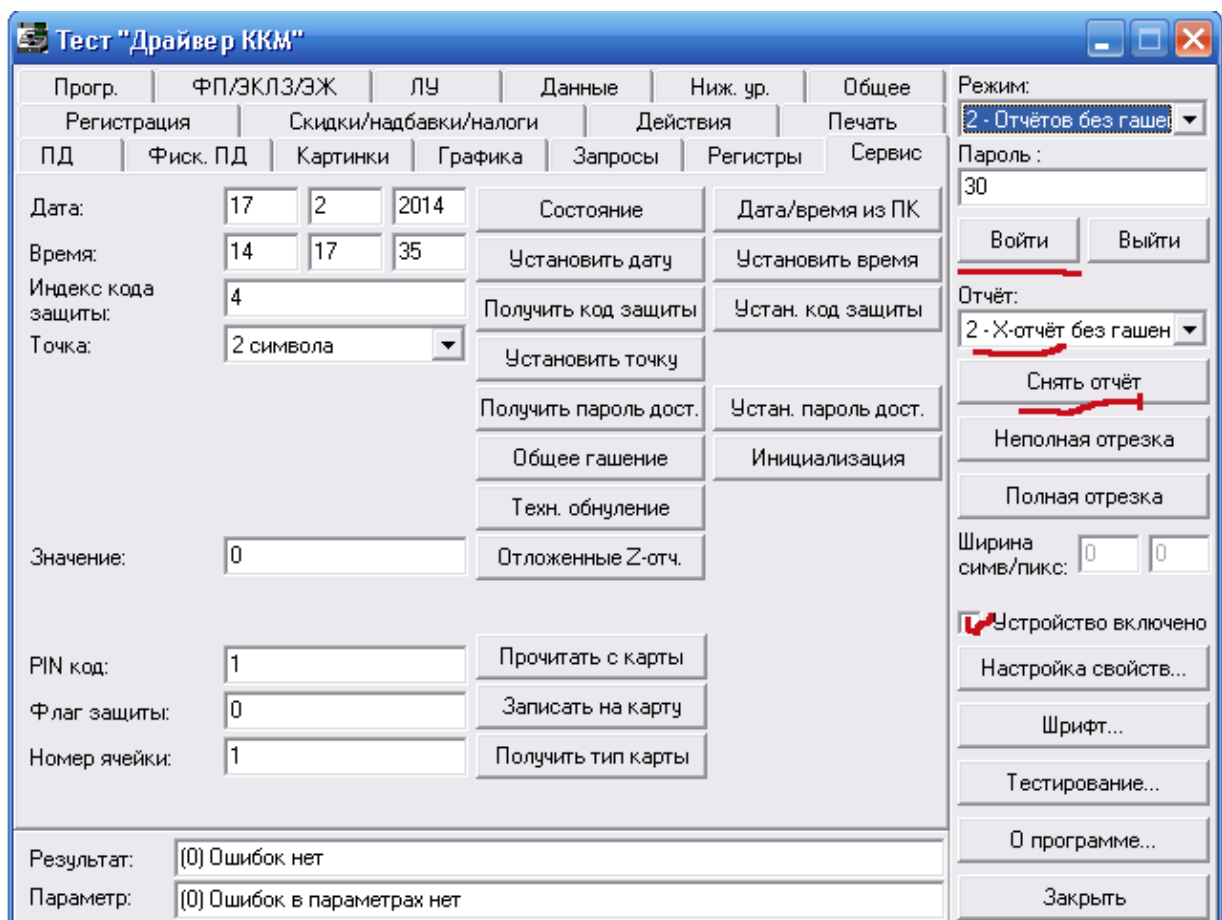 Тест "Драйвер ККМ"
Прогр. ФП/ЭКЛЗ/ЭЖ ЛУ Данные Ниж. ур. Общее
Регистрация Скидки/надбавки/налоги Действия Печать
ПД Фиск. ПД Картинки Графика Запросы Регистры Сервис
Дата: 17 2 2014 Состояние Дата/время из ПК
Время: 14 17 35 Установить дату Установить время
Индекс кода
защиты: 4 Получить код защиты Устан. код защиты
Точка: 2 символа Установить точку
Получить пароль дост. Устан. пароль дост.
Общее гашение Инициализация
Техн. обнуление
Значение: 0 Отложенные Z-отч.
PIN код: 1 Прочитать с карты
Флаг защиты: 0 Записать на карту
Номер ячейки: 1 Получить тип карты
Результат: (0) Ошибок нет
Параметр: (0) Ошибок в параметрах нет
Режим:
2 - Отчётов без гаше
Пароль :
30
Войти Выйти
Отчёт:
2 - X-отчёт без гашен
Снять отчёт
Неполная отрезка
Полная отрезка
Ширина
симв/пикс: 0 0
Устройство включено
Настройка свойств...
Шрифт...
Тестирование...
О программе...
Закрыть